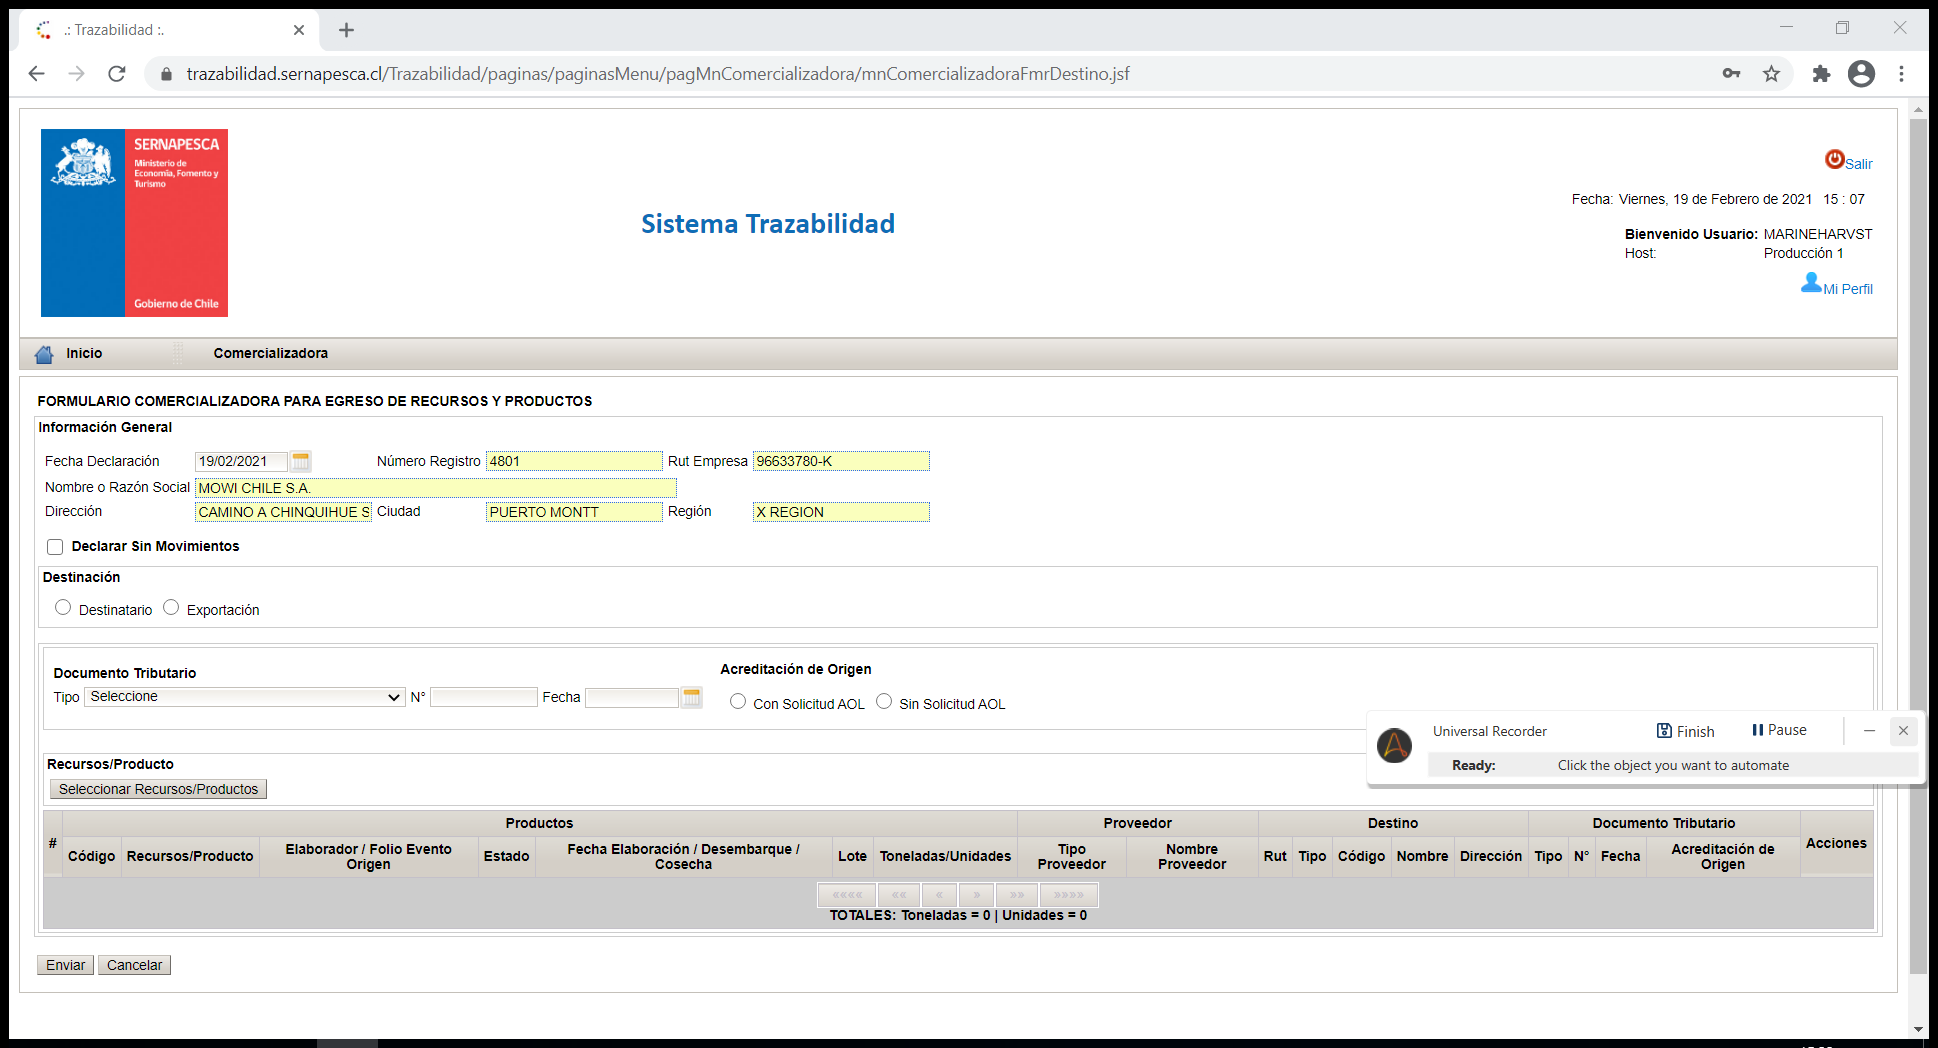 .: Trazabilidad :.
trazabilidad.sernapesca.cl/Trazabilidad/paginas/paginasMenu/pagMnComercializadora/mnComercializadoraFmrDestino.jsf
SERNAPESCA
Ministerio de
Economía, Fomento y
Turismo
Gobierno de Chile
Sistema Trazabilidad
Salir
Fecha: Viernes, 19 de Febrero de 2021 15 : 07
Bienvenido Usuario: MARINEHARVST
Host: Producción 1
Mi Perfil
Inicio Comercializadora
FORMULARIO COMERCIALIZADORA PARA EGRESO DE RECURSOS Y PRODUCTOS
Información General
Fecha Declaración 19/02/2021 Número Registro 4801 Rut Empresa 96633780-K
Nombre o Razón Social MOWI CHILE S.A.
Dirección CAMINO A CHINQUIHUE S Ciudad PUERTO MONTT Región X REGION
Declarar Sin Movimientos
Destinación
Destinatario Exportación
Documento Tributario
Tipo Seleccione N° Fecha
Acreditación de Origen
Con Solicitud AOL Sin Solicitud AOL
Universal Recorder Finish Pause
Ready: Click the object you want to automate
Recursos/Producto
Seleccionar Recursos/Productos
# Productos Proveedor Destino Documento Tributario Acciones
Código Recursos/Producto Elaborador / Folio Evento Origen Estado Fecha Elaboración / Desembarque / Cosecha Lote Toneladas/Unidades Tipo Proveedor Nombre Proveedor Rut Tipo Código Nombre Dirección Tipo N° Fecha Acreditación de Origen
«««« «« « » »» »»»»
TOTALES: Toneladas = 0 | Unidades = 0
Enviar Cancelar